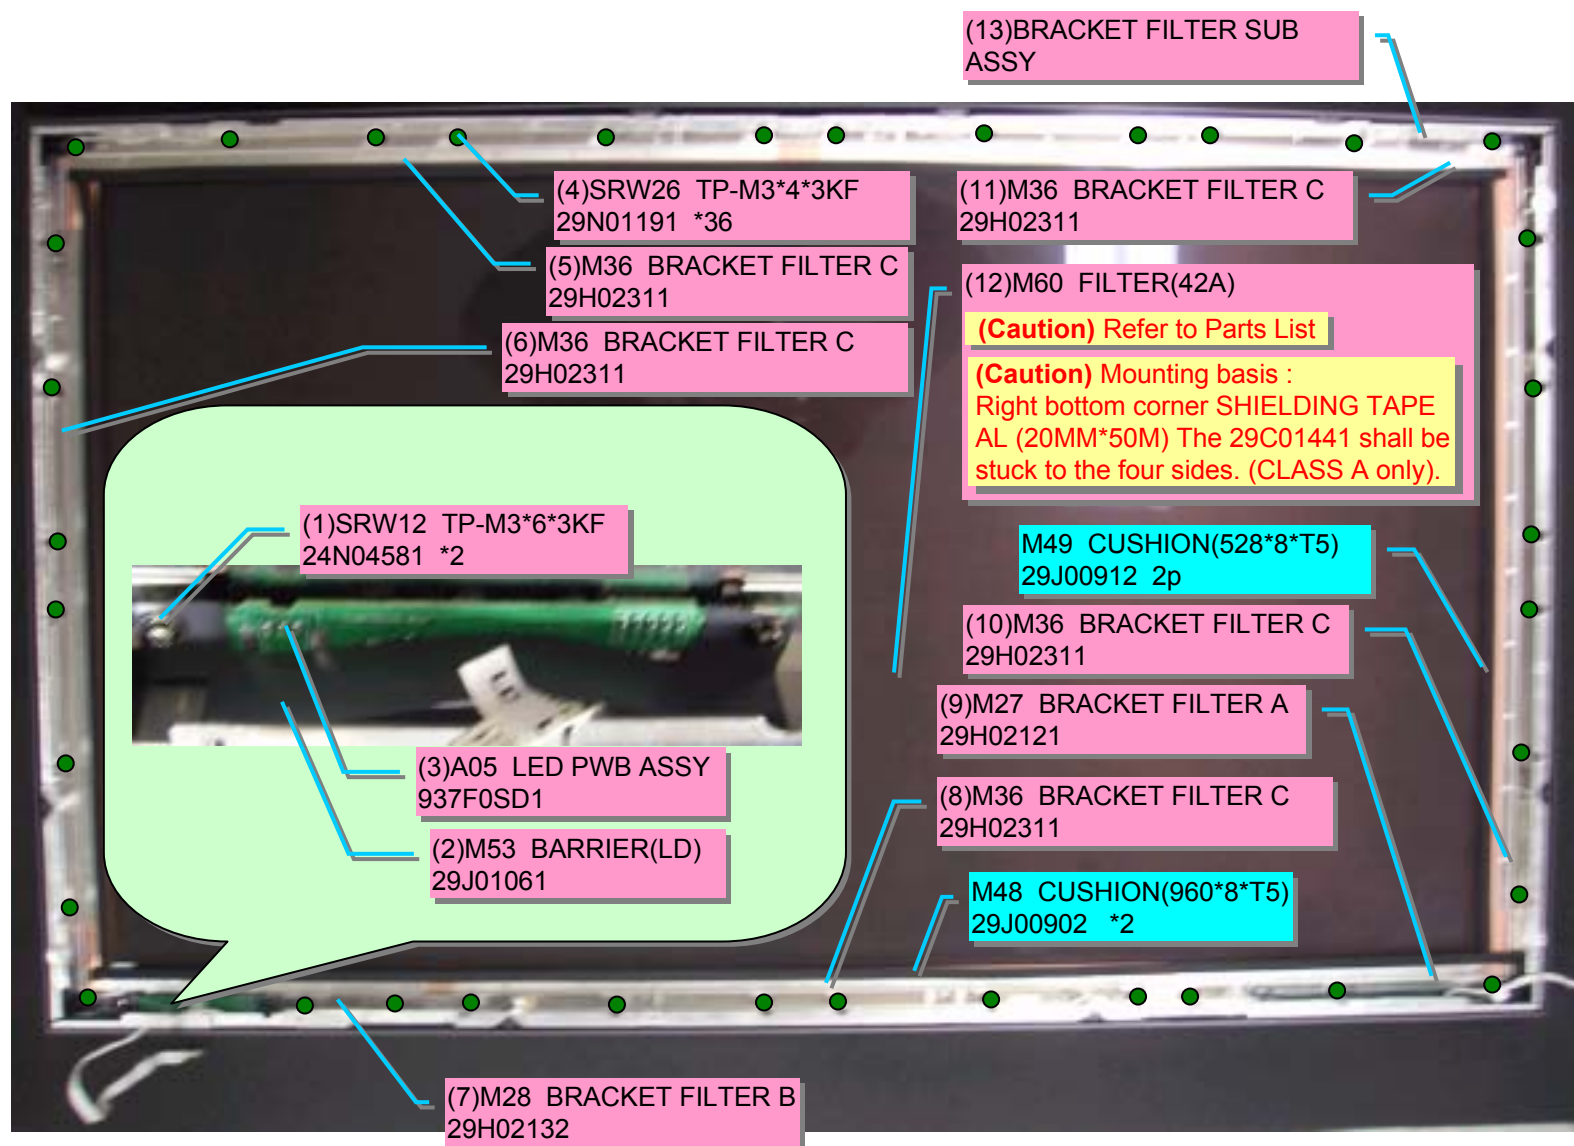 (13)BRACKET FILTER SUB
ASSY
(4)SRW26 TP-M3*4*3KF
29N01191 *36
(11)M36 BRACKET FILTER C
29H02311
(5)M36 BRACKET FILTER C
29H02311
(12)M60 FILTER(42A)
(Caution) Refer to Parts List
(Caution) Mounting basis :
Right bottom corner SHIELDING TAPE
AL (20MM*50M) The 29C01441 shall be
stuck to the four sides. (CLASS A only).
(6)M36 BRACKET FILTER C
29H02311
(1)SRW12 TP-M3*6*3KF
24N04581 *2
M49 CUSHION(528*8*T5)
29J00912 2p
(10)M36 BRACKET FILTER C
29H02311
(9)M27 BRACKET FILTER A
29H02121
(3)A05 LED PWB ASSY
937F0SD1
(8)M36 BRACKET FILTER C
29H02311
(2)M53 BARRIER(LD)
29J01061
M48 CUSHION(960*8*T5)
29J00902 *2
(7)M28 BRACKET FILTER B
29H02132